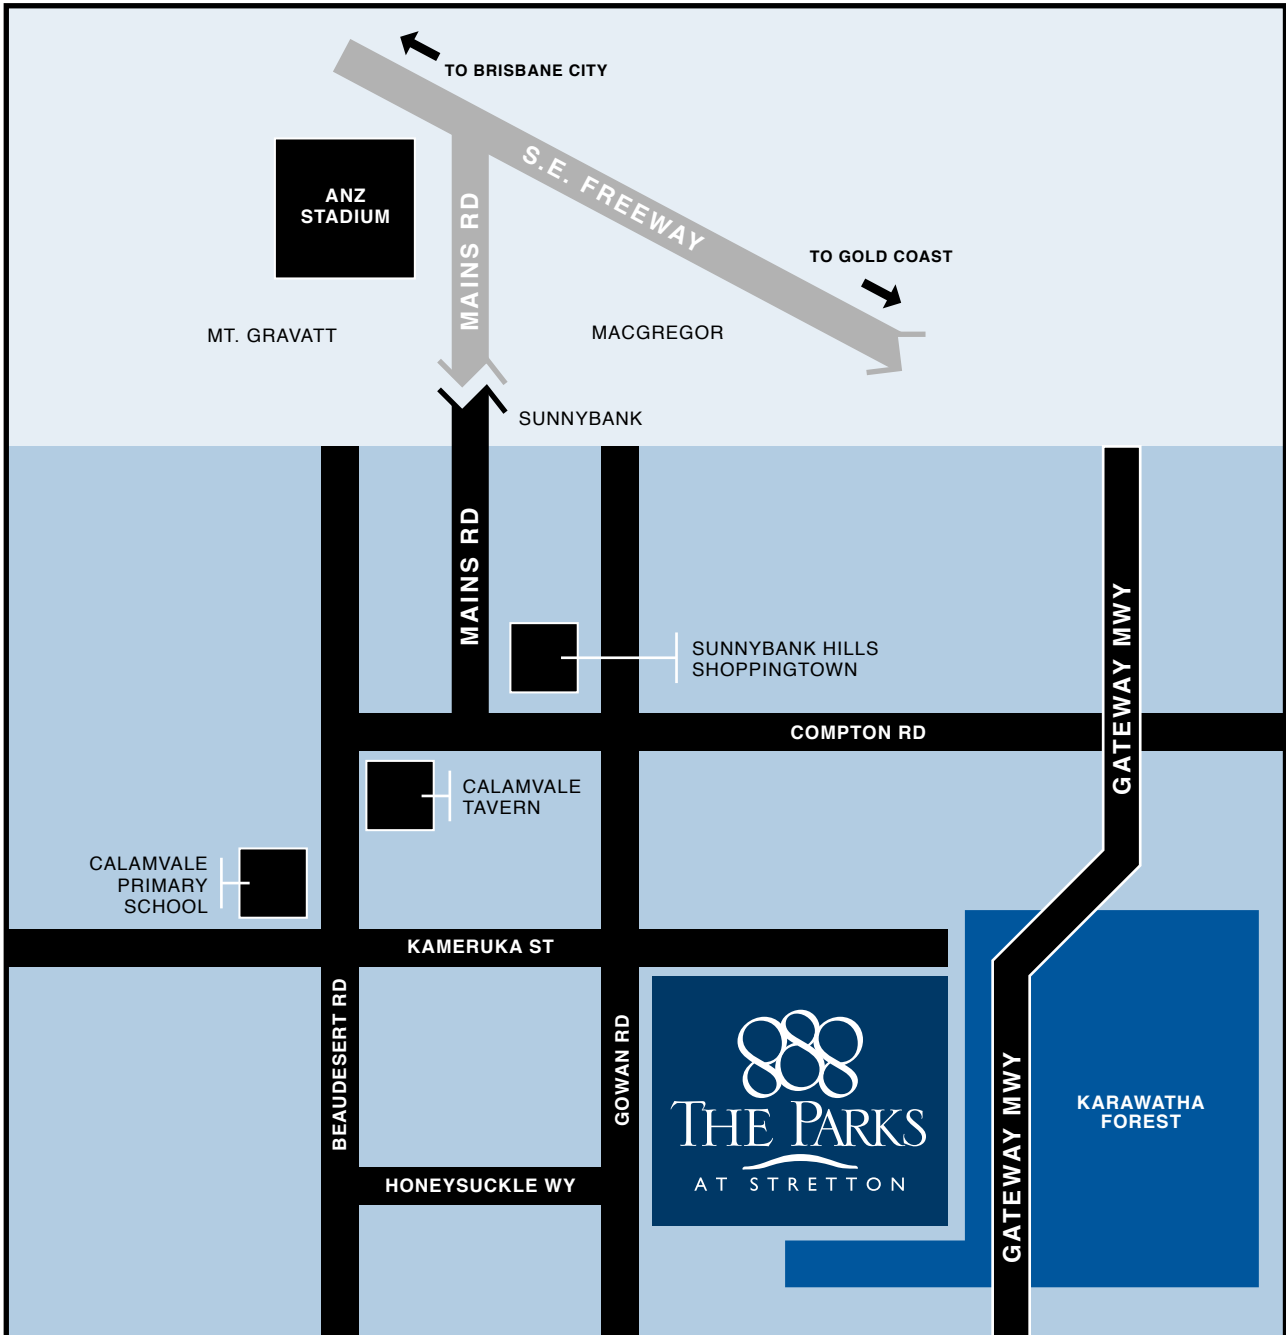 TO BRISBANE CITY
S.E. FREEWAY
ANZ
STADIUM
MAINS RD
TO GOLD COAST
MT. GRAVATT
MACGREGOR
SUNNYBANK
MAINS RD
GATEWAY MWY
SUNNYBANK HILLS
SHOPPINGTOWN
COMPTON RD
CALAMVALE
TAVERN
CALAMVALE
PRIMARY
SCHOOL
KAMERUKA ST
BEAUDESERT RD
GOWAN RD
THE PARKS
AT STRETTON
GATEWAY MWY
KARAWATHA
FOREST
HONEYSUCKLE WY